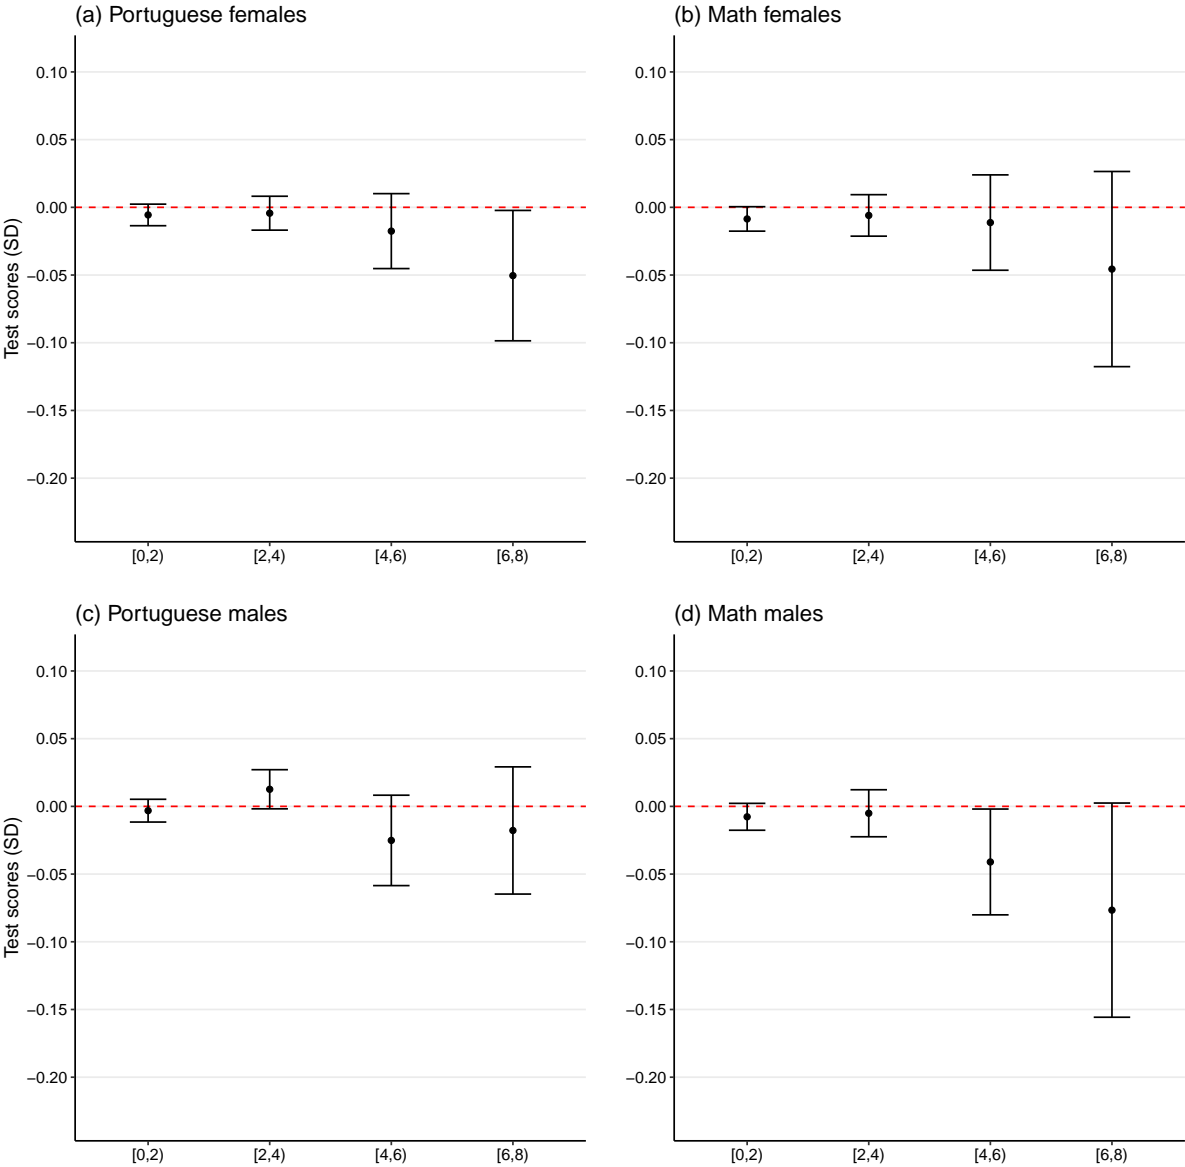 (a) Portuguese females
Test scores (SD)
0.10
0.05
0.00
−0.05
−0.10
−0.15
−0.20
[0,2) [2,4) [4,6) [6,8)
(b) Math females
0.10
0.05
0.00
−0.05
−0.10
−0.15
−0.20
[0,2) [2,4) [4,6) [6,8)
(c) Portuguese males
Test scores (SD)
0.10
0.05
0.00
−0.05
−0.10
−0.15
−0.20
[0,2) [2,4) [4,6) [6,8)
(d) Math males
0.10
0.05
0.00
−0.05
−0.10
−0.15
−0.20
[0,2) [2,4) [4,6) [6,8)